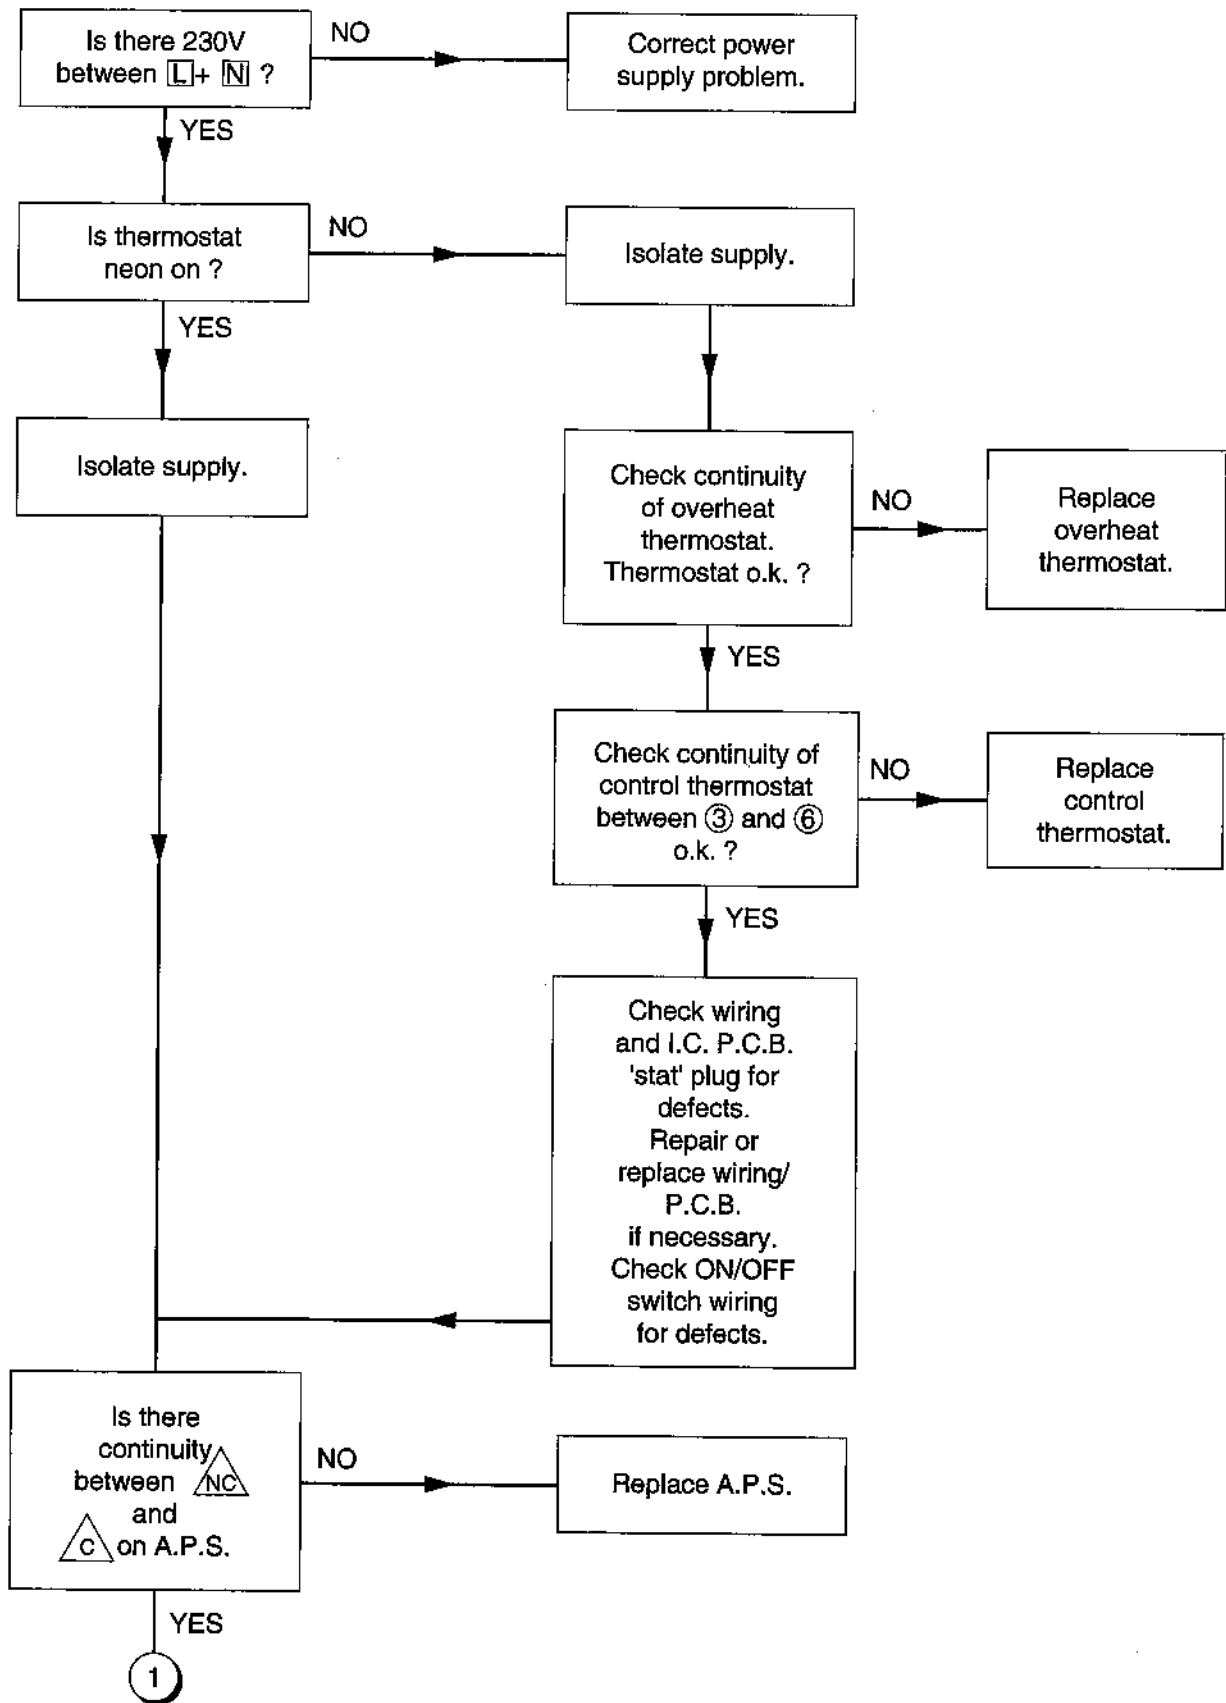 Is there 230V
between L + N ?
NO
Correct power
supply problem.
YES
Is thermostat
neon on ?
NO
Isolate supply.
YES
Isolate supply.
Check continuity
of overheat
thermostat.
Thermostat o.k. ?
NO
Replace
overheat
thermostat.
YES
Check continuity of
control thermostat
between ③ and ⑥
o.k. ?
NO
Replace
control
thermostat.
YES
Check wiring
and I.C. P.C.B.
'stat' plug for
defects.
Repair or
replace wiring/
P.C.B.
if necessary.
Check ON/OFF
switch wiring
for defects.
Is there
continuity
between NC
and
C on A.P.S.
NO
Replace A.P.S.
YES
1